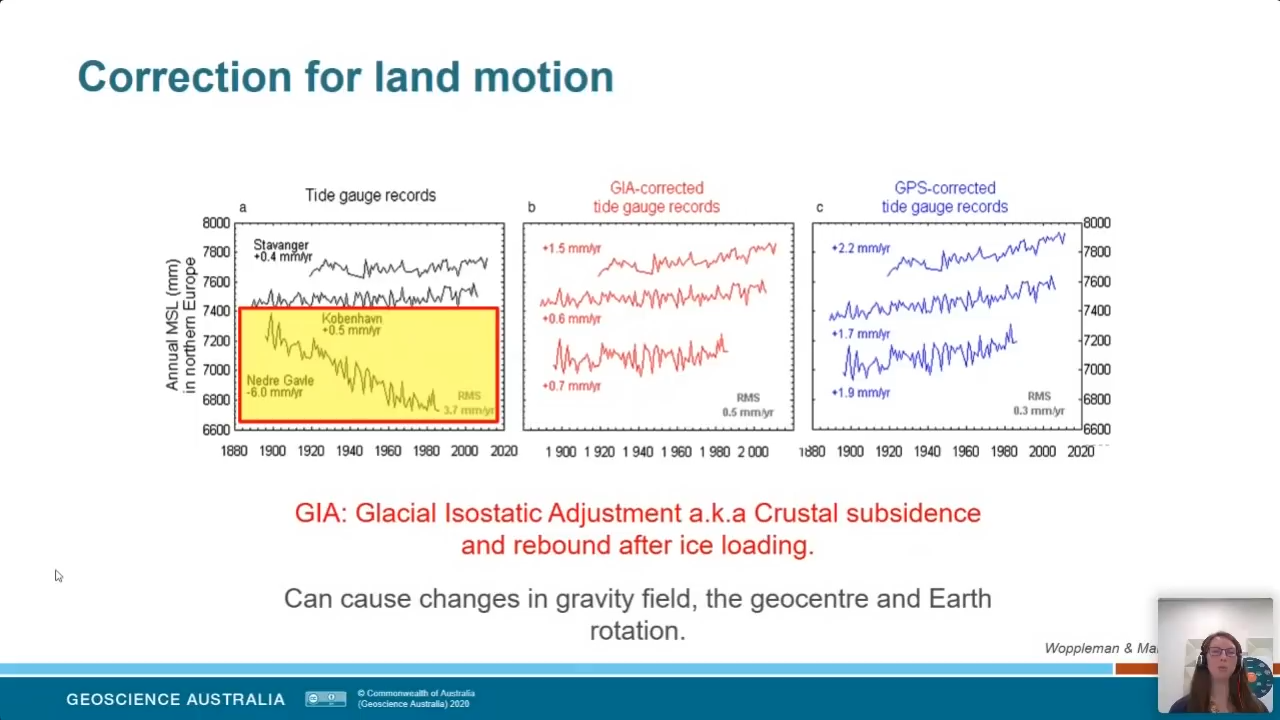 Correction for land motion
Tide gauge records
GIA-corrected
tide gauge records
GPS-corrected
tide gauge records
a
b
c
Annual MSL (mm)
in northern Europe
8000
7800
7600
7400
7200
7000
6800
6600
Stavanger
+0.4 mm/yr
Kobenhavn
+0.5 mm/yr
Nedre Gavle
-6.0 mm/yr
RMS
3.7 mm/yr
1880 1900 1920 1940 1960 1980 2000 2020
+1.5 mm/yr
+0.6 mm/yr
+0.7 mm/yr
RMS
0.5 mm/yr
1 900 1 920 1940 1 960 1 980 2 000
+2.2 mm/yr
+1.7 mm/yr
+1.9 mm/yr
RMS
0.3 mm/yr
1880 1900 1920 1940 1960 1980 2000 2020
8000
7800
7600
7400
7200
7000
6800
6600
GIA: Glacial Isostatic Adjustment a.k.a Crustal subsidence
and rebound after ice loading.
Can cause changes in gravity field, the geocentre and Earth
rotation.
Woppleman &
GEOSCIENCE AUSTRALIA
© Commonwealth of Australia
(Geoscience Australia) 2020